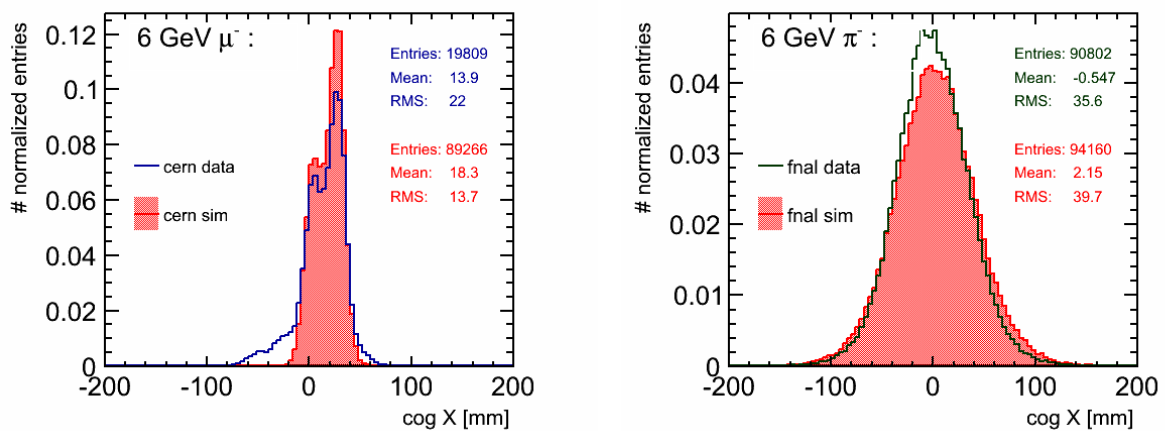 6 GeV μ- :
Entries: 19809
Mean: 13.9
RMS: 22
Entries: 89266
Mean: 18.3
RMS: 13.7
cern data
cern sim
# normalized entries
0.12
0.1
0.08
0.06
0.04
0.02
0
-200 -100 0 100 200
cog X [mm]
6 GeV π- :
Entries: 90802
Mean: -0.547
RMS: 35.6
Entries: 94160
Mean: 2.15
RMS: 39.7
fnal data
fnal sim
# normalized entries
0.04
0.03
0.02
0.01
0
-200 -100 0 100 200
cog X [mm]